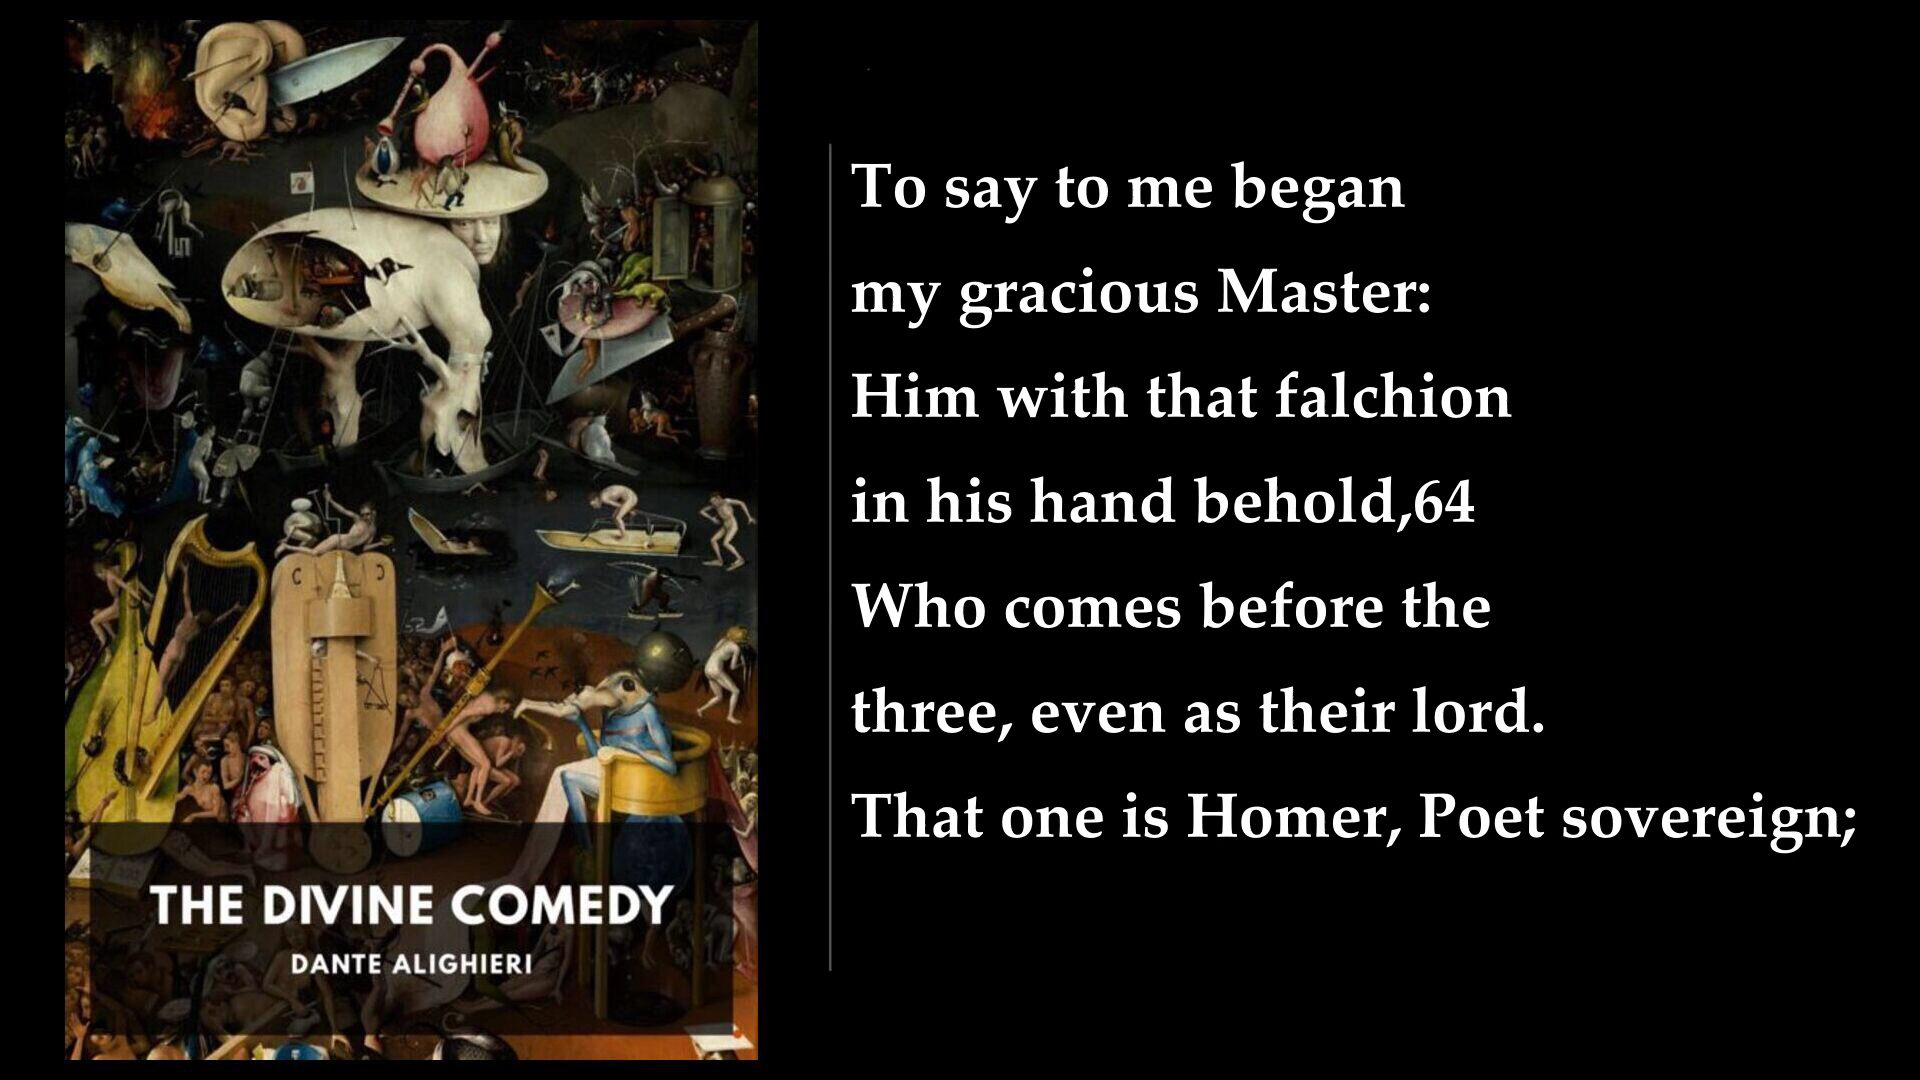 THE DIVINE COMEDY
DANTE ALIGHIERI
To say to me began
my gracious Master:
Him with that falchion
in his hand behold,64
Who comes before the
three, even as their lord.
That one is Homer, Poet sovereign;